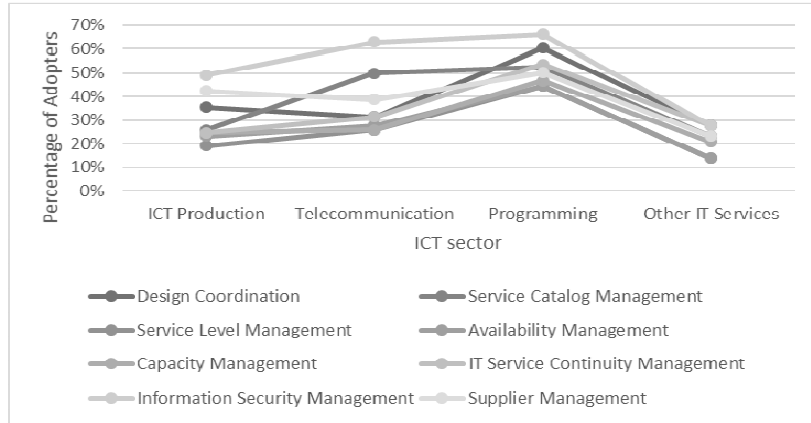 70%
60%
50%
40%
30%
20%
10%
0%
Percentage of Adopters
ICT Production Telecommunication Programming Other IT Services
ICT sector
Design Coordination Service Catalog Management
Service Level Management Availability Management
Capacity Management IT Service Continuity Management
Information Security Management Supplier Management